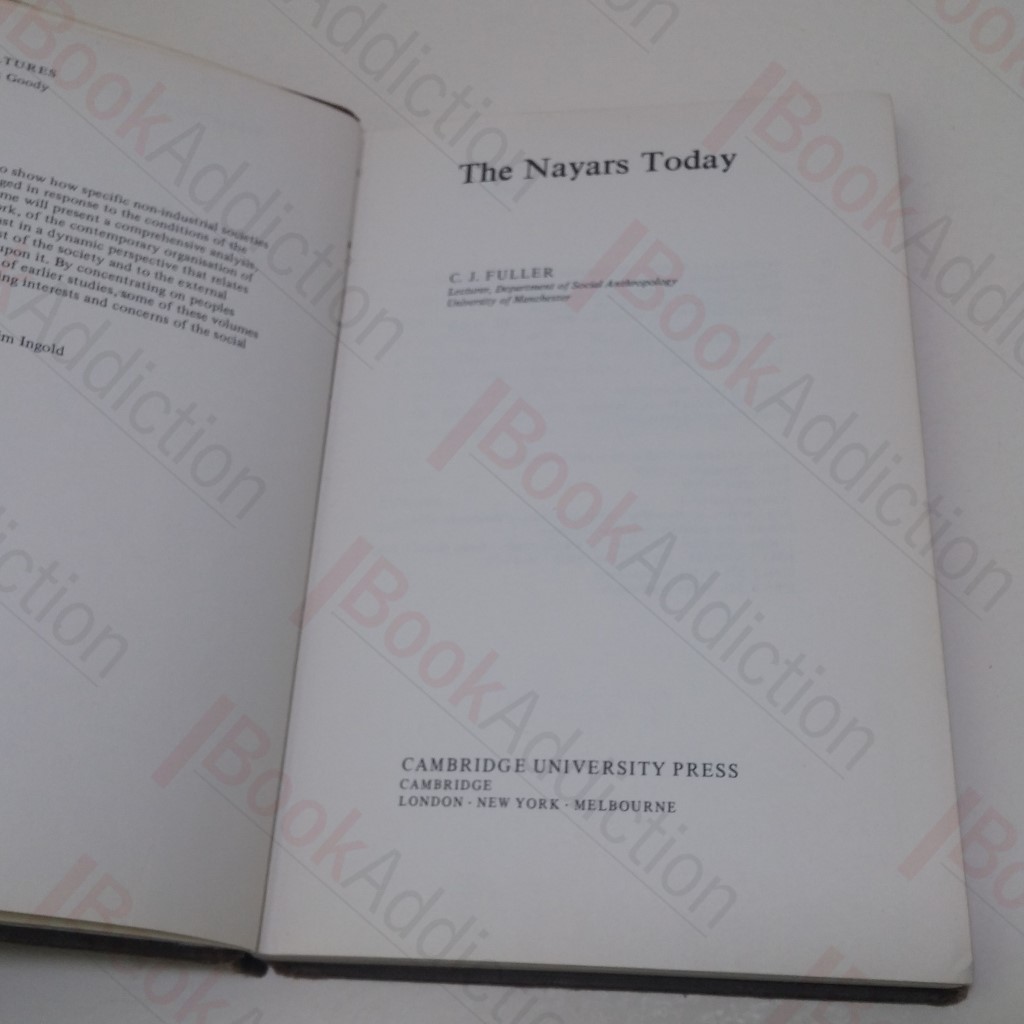 TURES
Goody
o show how specific non-industrial societies
ged in response to the conditions of the
me will present a comprehensive analysis,
rk, of the contemporary organisation of
st in a dynamic perspective that relates
t of the society and to the external
upon it. By concentrating on peoples
of earlier studies, some of these volumes
ing interests and concerns of the social
im Ingold
The Nayars Today
C. J. FULLER
Lecturer, Department of Social Anthropology
University of Manchester
CAMBRIDGE UNIVERSITY PRESS
CAMBRIDGE
LONDON · NEW YORK · MELBOURNE
BookAddiction